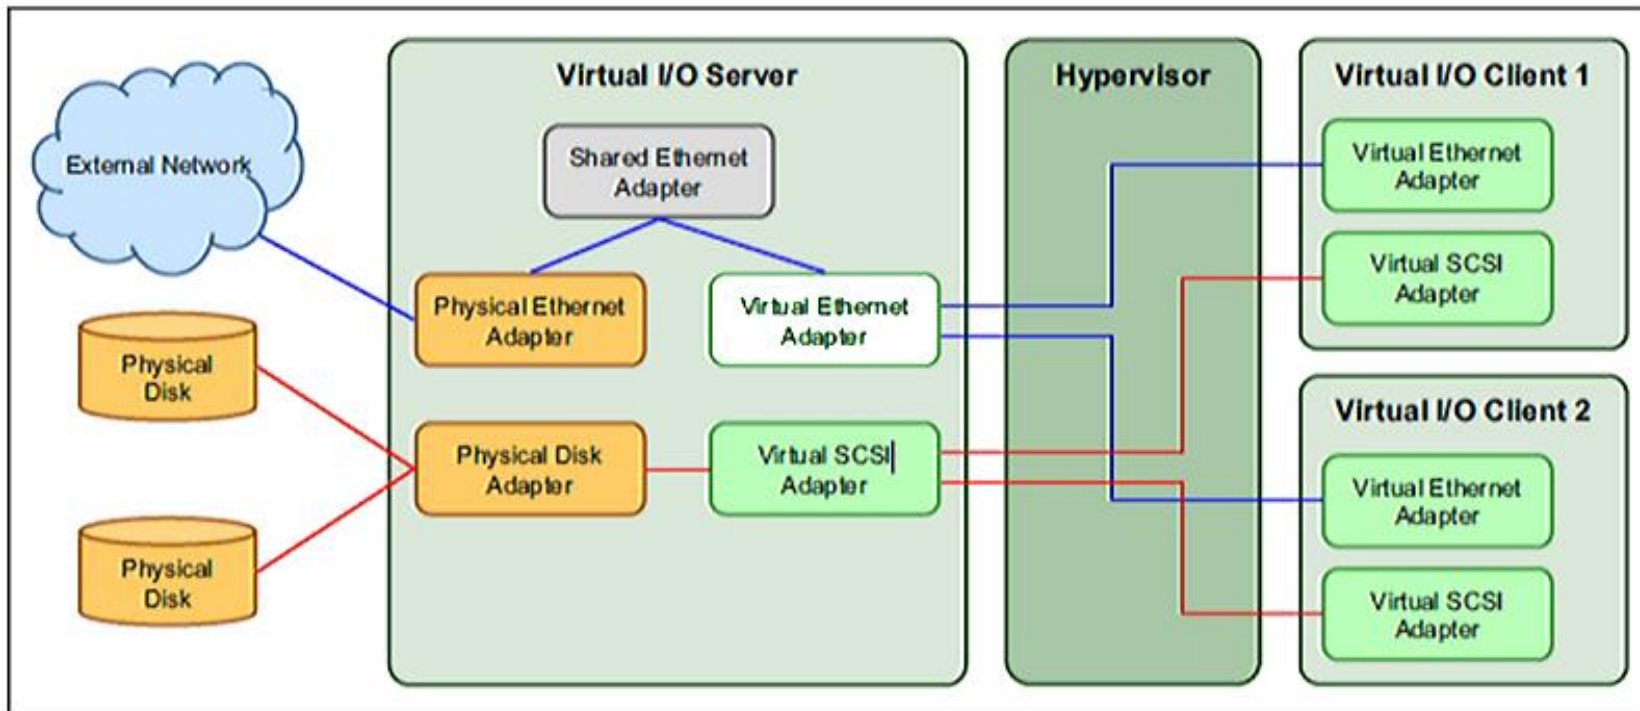 External Network
Physical
Disk
Physical
Disk
Virtual I/O Server
Shared Ethernet
Adapter
Physical Ethernet
Adapter
Virtual Ethernet
Adapter
Physical Disk
Adapter
Virtual SCSI
Adapter
Hypervisor
Virtual I/O Client 1
Virtual Ethernet
Adapter
Virtual SCSI
Adapter
Virtual I/O Client 2
Virtual Ethernet
Adapter
Virtual SCSI
Adapter